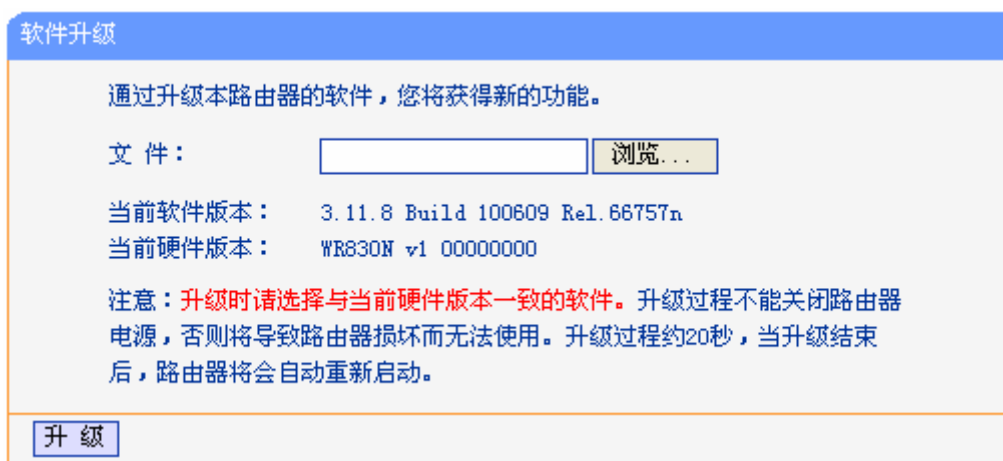 软件升级
通过升级本路由器的软件，您将获得新的功能。
文 件： 浏览...
当前软件版本： 3.11.8 Build 100609 Rel.66757n
当前硬件版本： WR830N v1 00000000
注意：升级时请选择与当前硬件版本一致的软件。升级过程不能关闭路由器
电源，否则将导致路由器损坏而无法使用。升级过程约20秒，当升级结束
后，路由器将会自动重新启动。
升 级